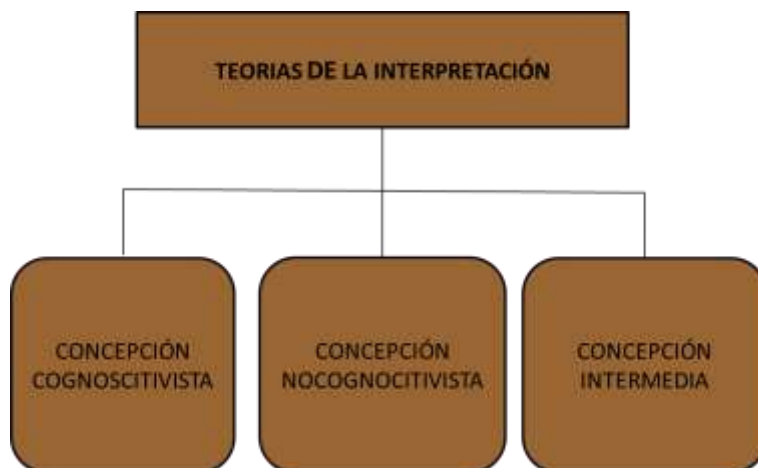 TEORIAS DE LA INTERPRETACIÓN
CONCEPCIÓN
COGNOSCITIVISTA
CONCEPCIÓN
NOCOGNOCITIVISTA
CONCEPCIÓN
INTERMEDIA